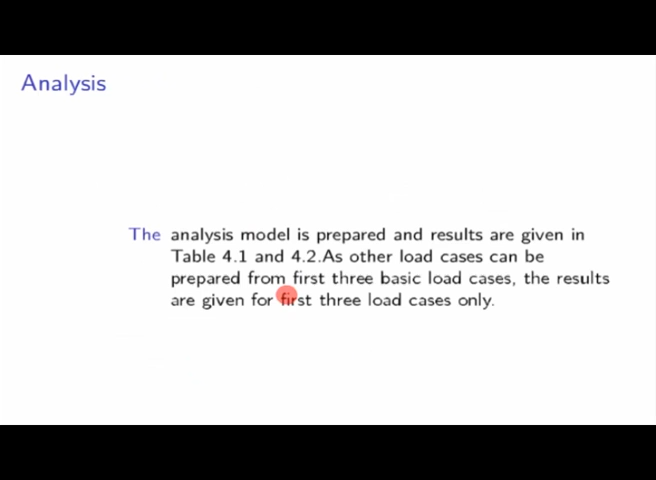 Analysis
The analysis model is prepared and results are given in
Table 4.1 and 4.2.As other load cases can be
prepared from first three basic load cases, the results
are given for first three load cases only.